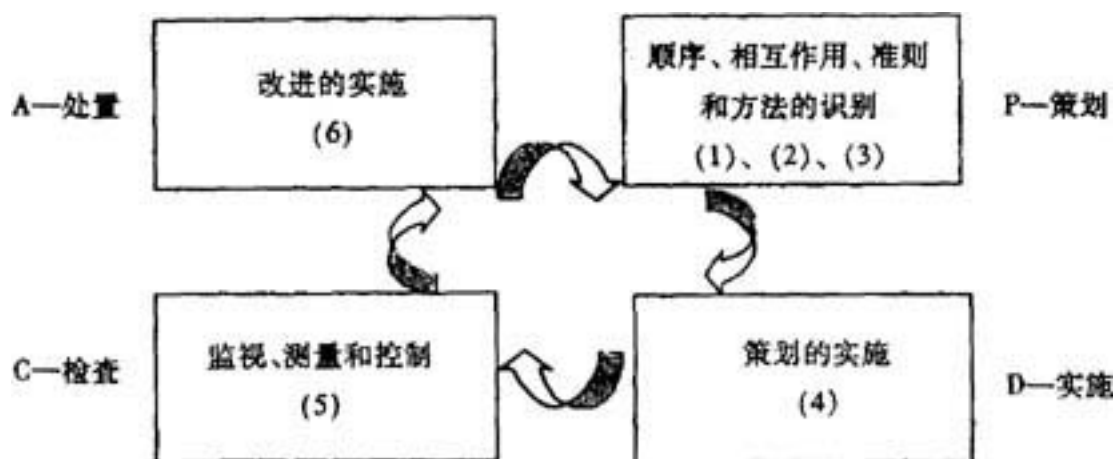 A—处置
改进的实施
(6)
顺序、相互作用、准则
和方法的识别
(1)、(2)、(3)
P—策划
C—检查
监视、测量和控制
(5)
策划的实施
(4)
D—实施